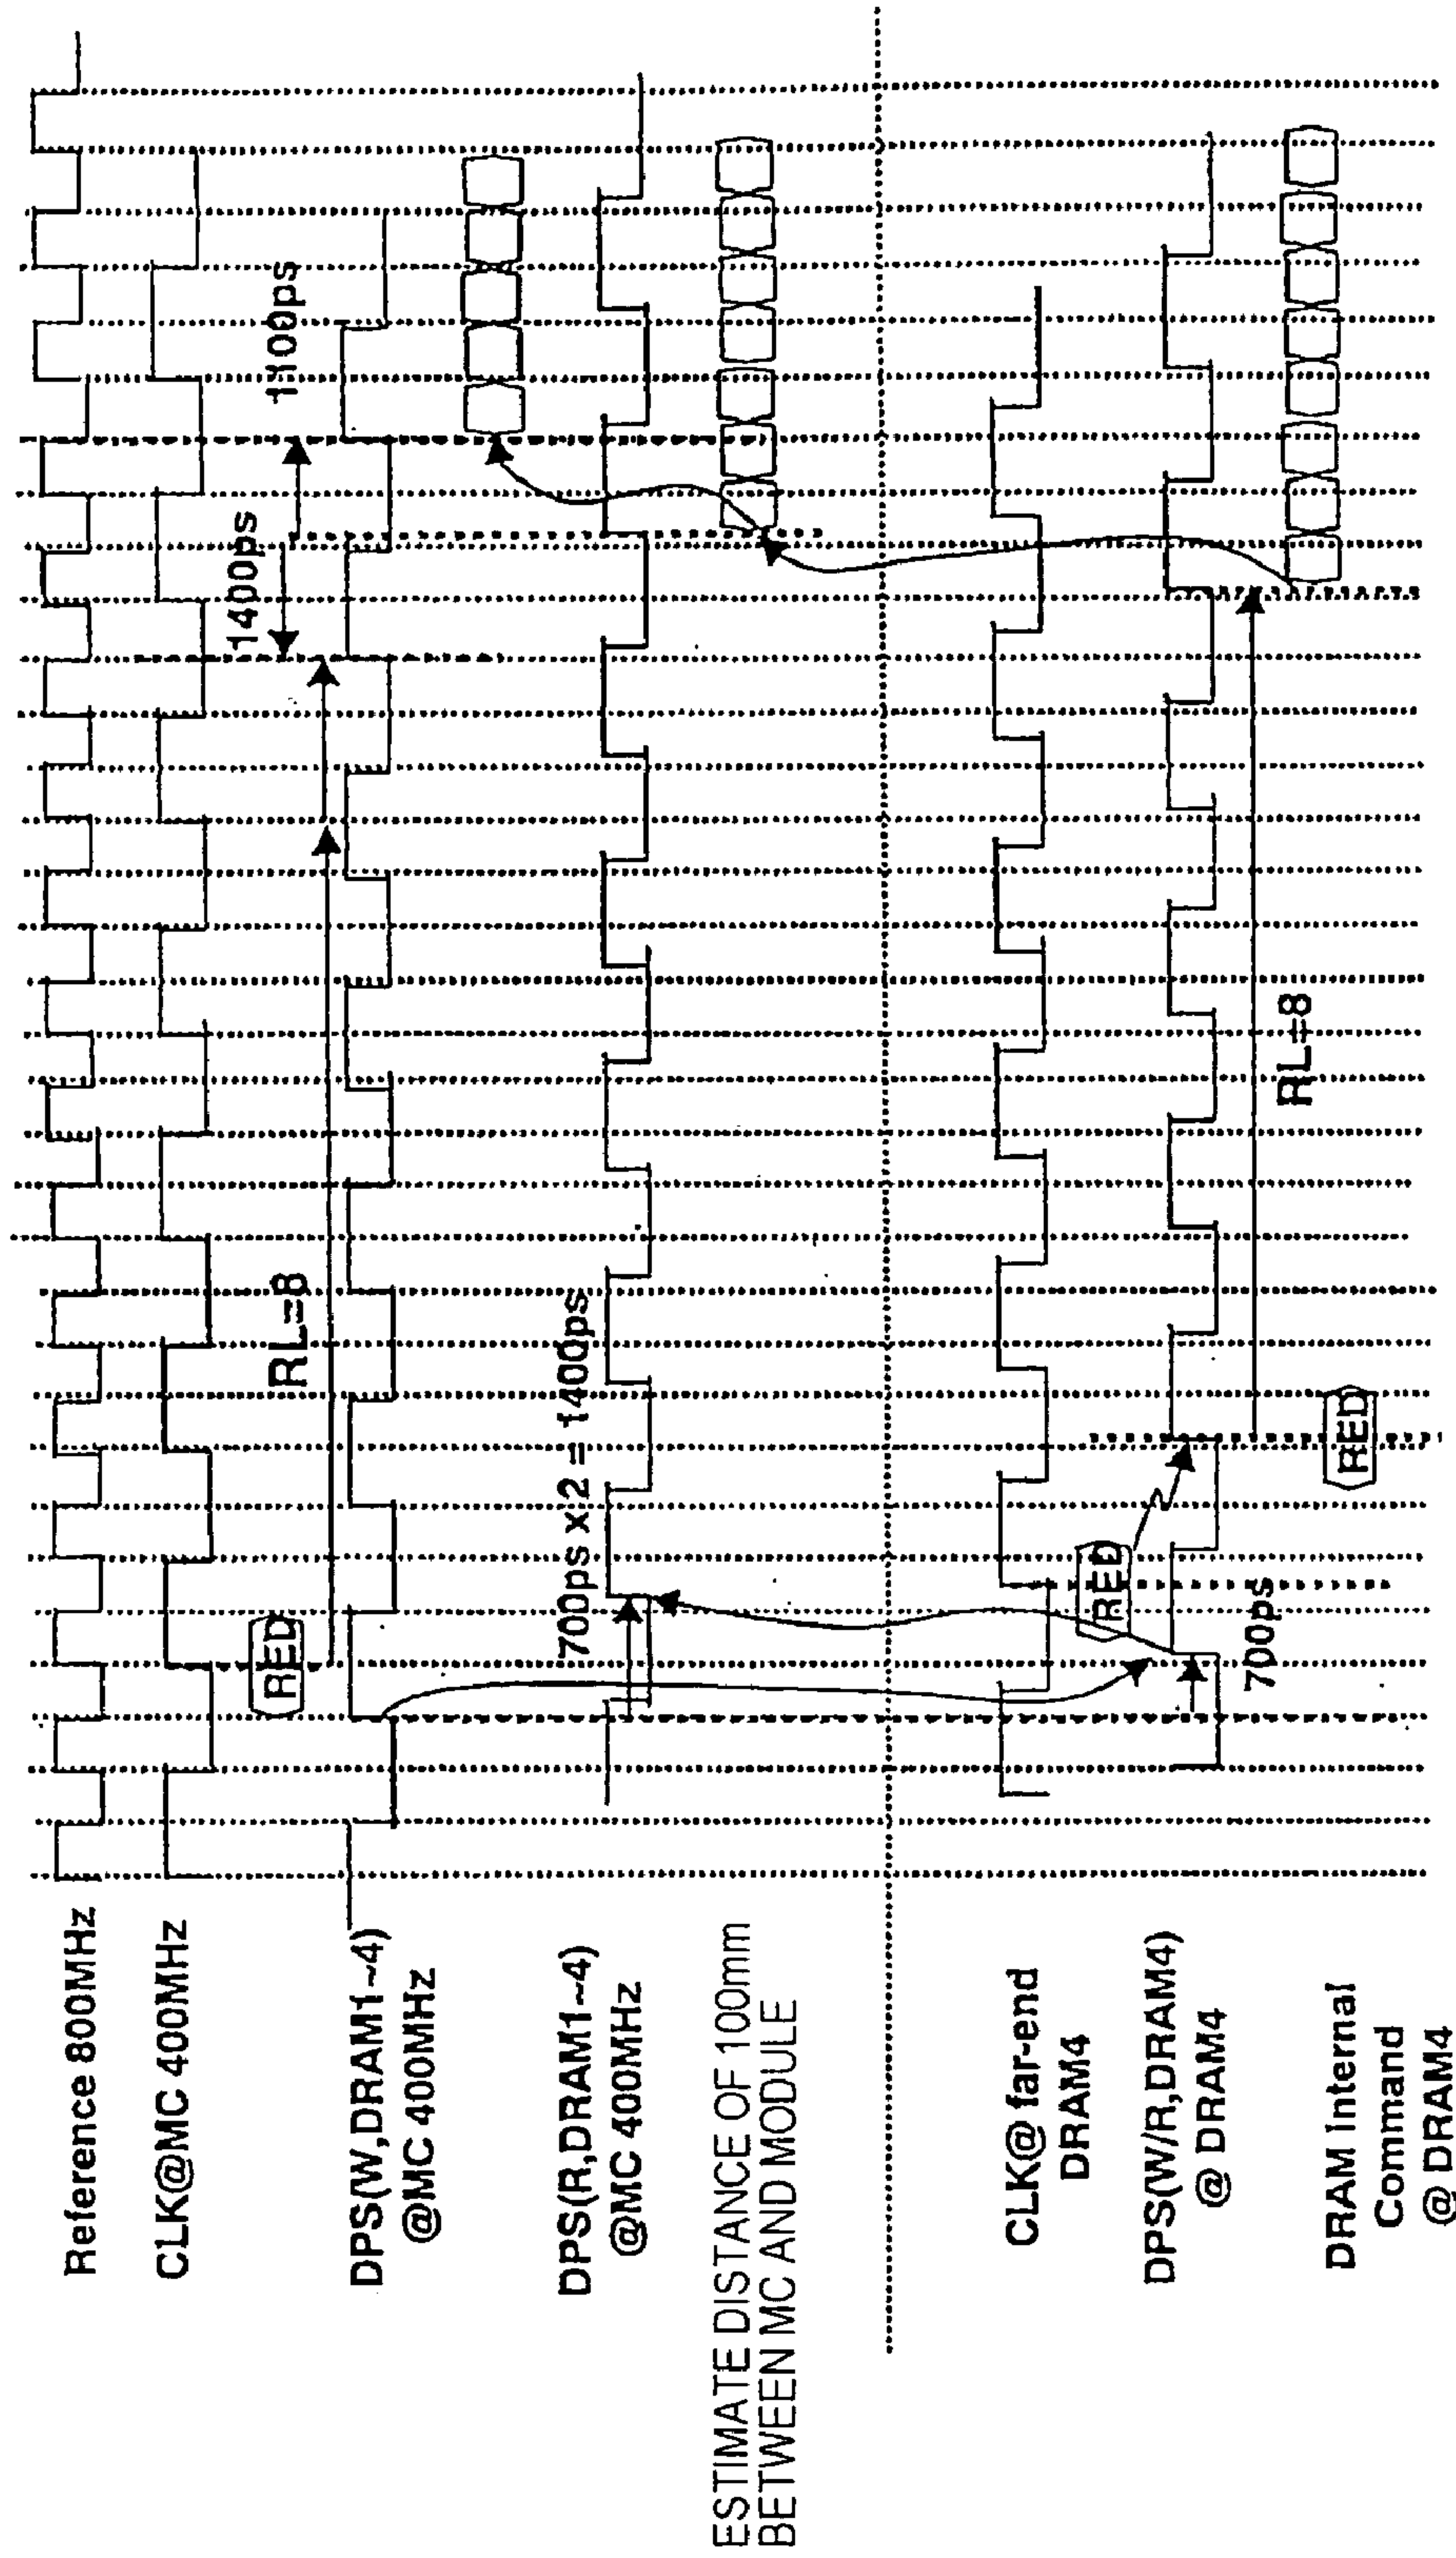 Reference 800MHz
CLK@MC 400MHz
RED
RL=8
1400ps
1100ps
DPS(W,DRAM1~4)
@MC 400MHz
DPS(R,DRAM1~4)
@MC 400MHz
700ps x2 = 1400ps
ESTIMATE DISTANCE OF 100mm
BETWEEN MC AND MODULE
CLK@ far-end
DRAM4
RED
DPS(W/R,DRAM4)
@ DRAM4
700ps
RL=8
DRAM Internal
Command
@ DRAM4
RED